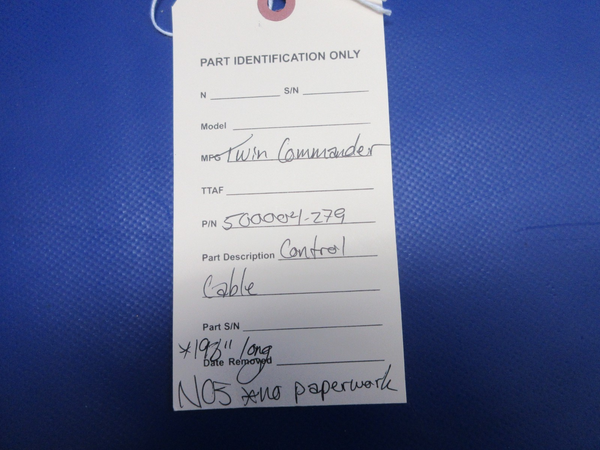 PART IDENTIFICATION ONLY
N S/N
Model
MFG Twin Commander
TTAF
P/N 500004-279
Part Description Control
Cable
Part S/N
long
Date Removed
NOS *no paperwork